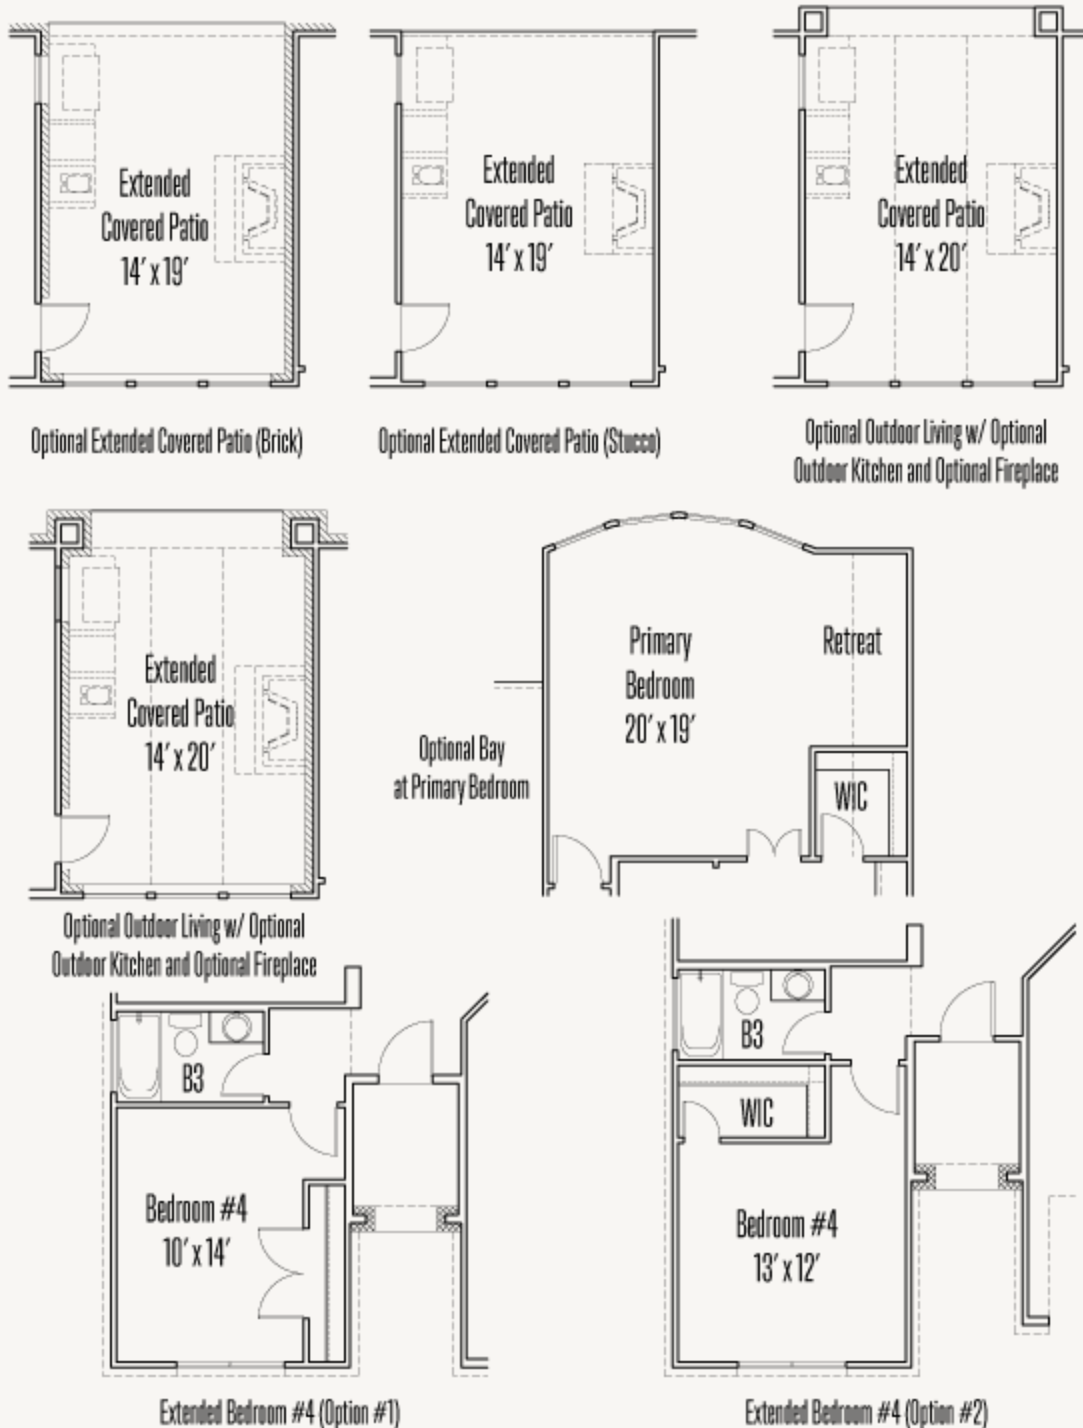 Extended
Covered Patio
14' x 19'
Optional Extended Covered Patio (Brick)
Extended
Covered Patio
14' x 19'
Optional Extended Covered Patio (Stucco)
Extended
Covered Patio
14' x 20'
Optional Outdoor Living w/ Optional
Outdoor Kitchen and Optional Fireplace
Extended
Covered Patio
14' x 20'
Optional Outdoor Living w/ Optional
Outdoor Kitchen and Optional Fireplace
Primary
Bedroom
20' x 19'
Retreat
WIC
Optional Bay
at Primary Bedroom
B3
Bedroom #4
10' x 14'
Extended Bedroom #4 (Option #1)
B3
WIC
Bedroom #4
13' x 12'
Extended Bedroom #4 (Option #2)